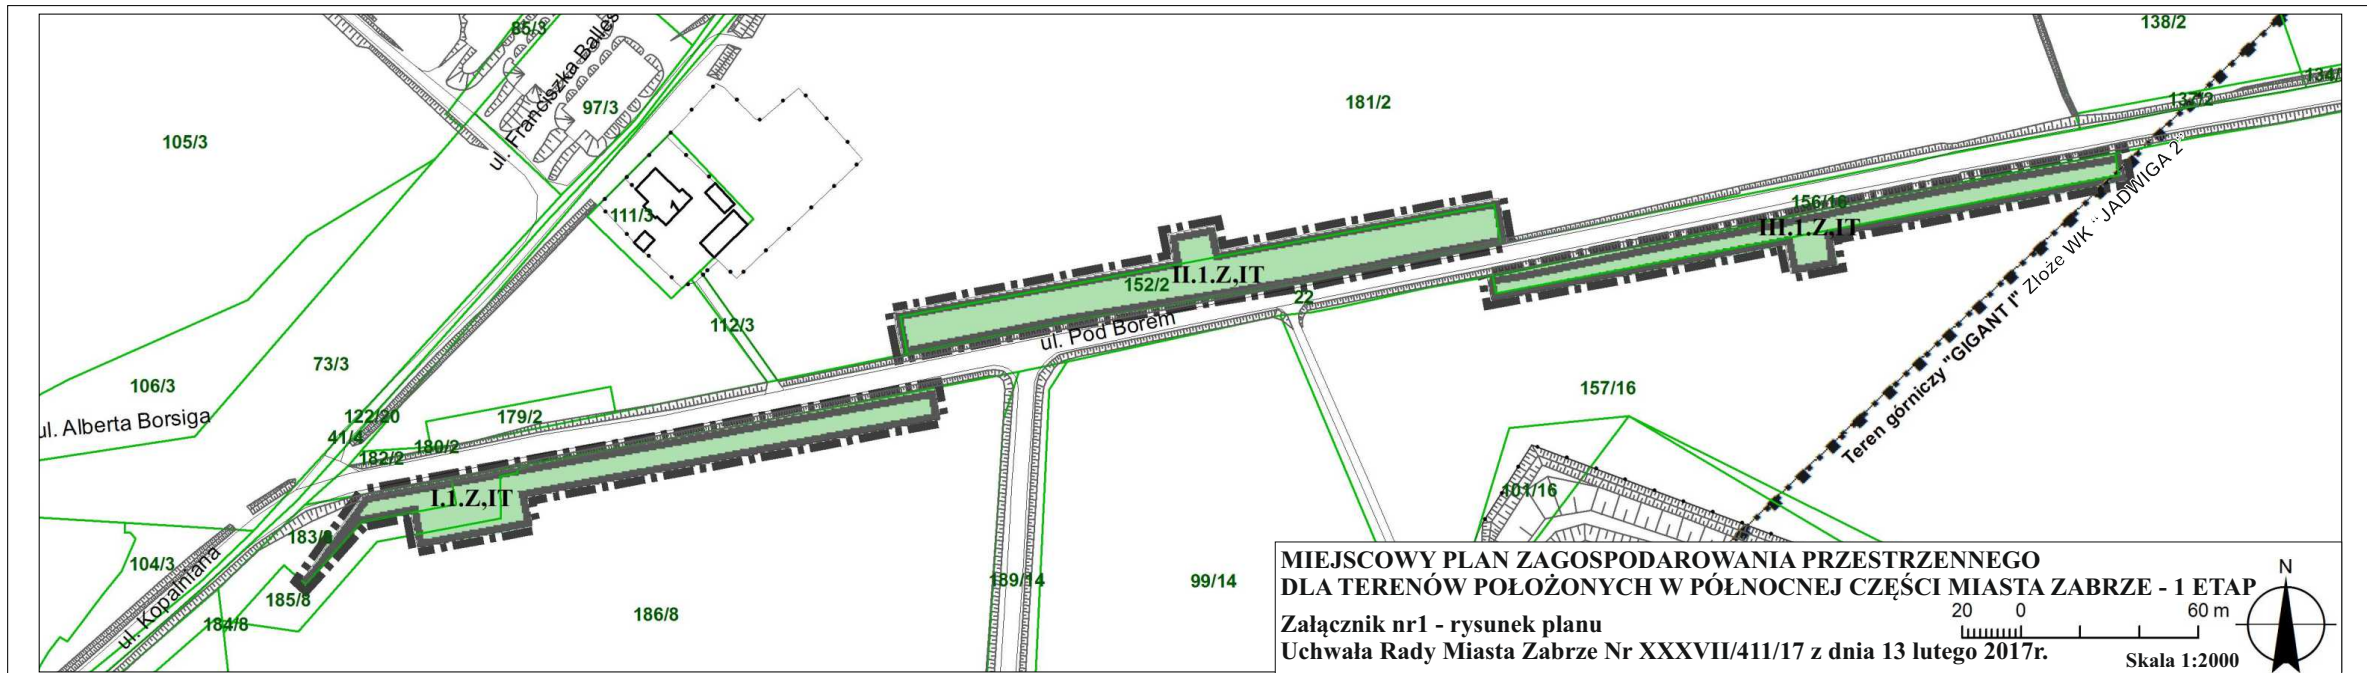 85/3
138/2
ul. Franciszka Balles
134/
97/3
181/2
137/2
105/3
Złoże WK "JADWIGA 2"
156/16
111/3
1
III.1.Z,IT
II.1.Z,IT
152/2
22
112/3
ul. Pod Borem
Teren górniczy "GIGANT I"
73/3
106/3
157/16
122/20
179/2
ul. Alberta Borsiga
41/4
180/2
182/2
I.1.Z,IT
101/16
183/8
104/3
ul. Kopalniana
189/14
99/14
185/8
186/8
184/8
MIEJSCOWY PLAN ZAGOSPODAROWANIA PRZESTRZENNEGO
DLA TERENÓW POŁOŻONYCH W PÓŁNOCNEJ CZĘŚCI MIASTA ZABRZE - 1 ETAP
Załącznik nr1 - rysunek planu
Uchwała Rady Miasta Zabrze Nr XXXVII/411/17 z dnia 13 lutego 2017r.
20 0 60 m
Skala 1:2000
N